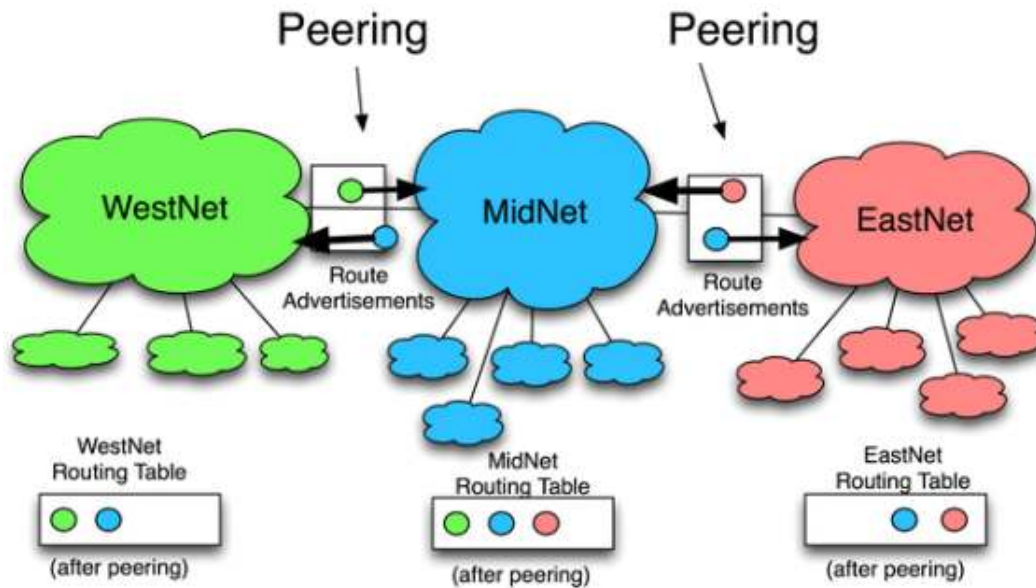 Peering
Peering
WestNet
MidNet
EastNet
Route
Advertisements
Route
Advertisements
WestNet
Routing Table
(after peering)
MidNet
Routing Table
(after peering)
EastNet
Routing Table
(after peering)